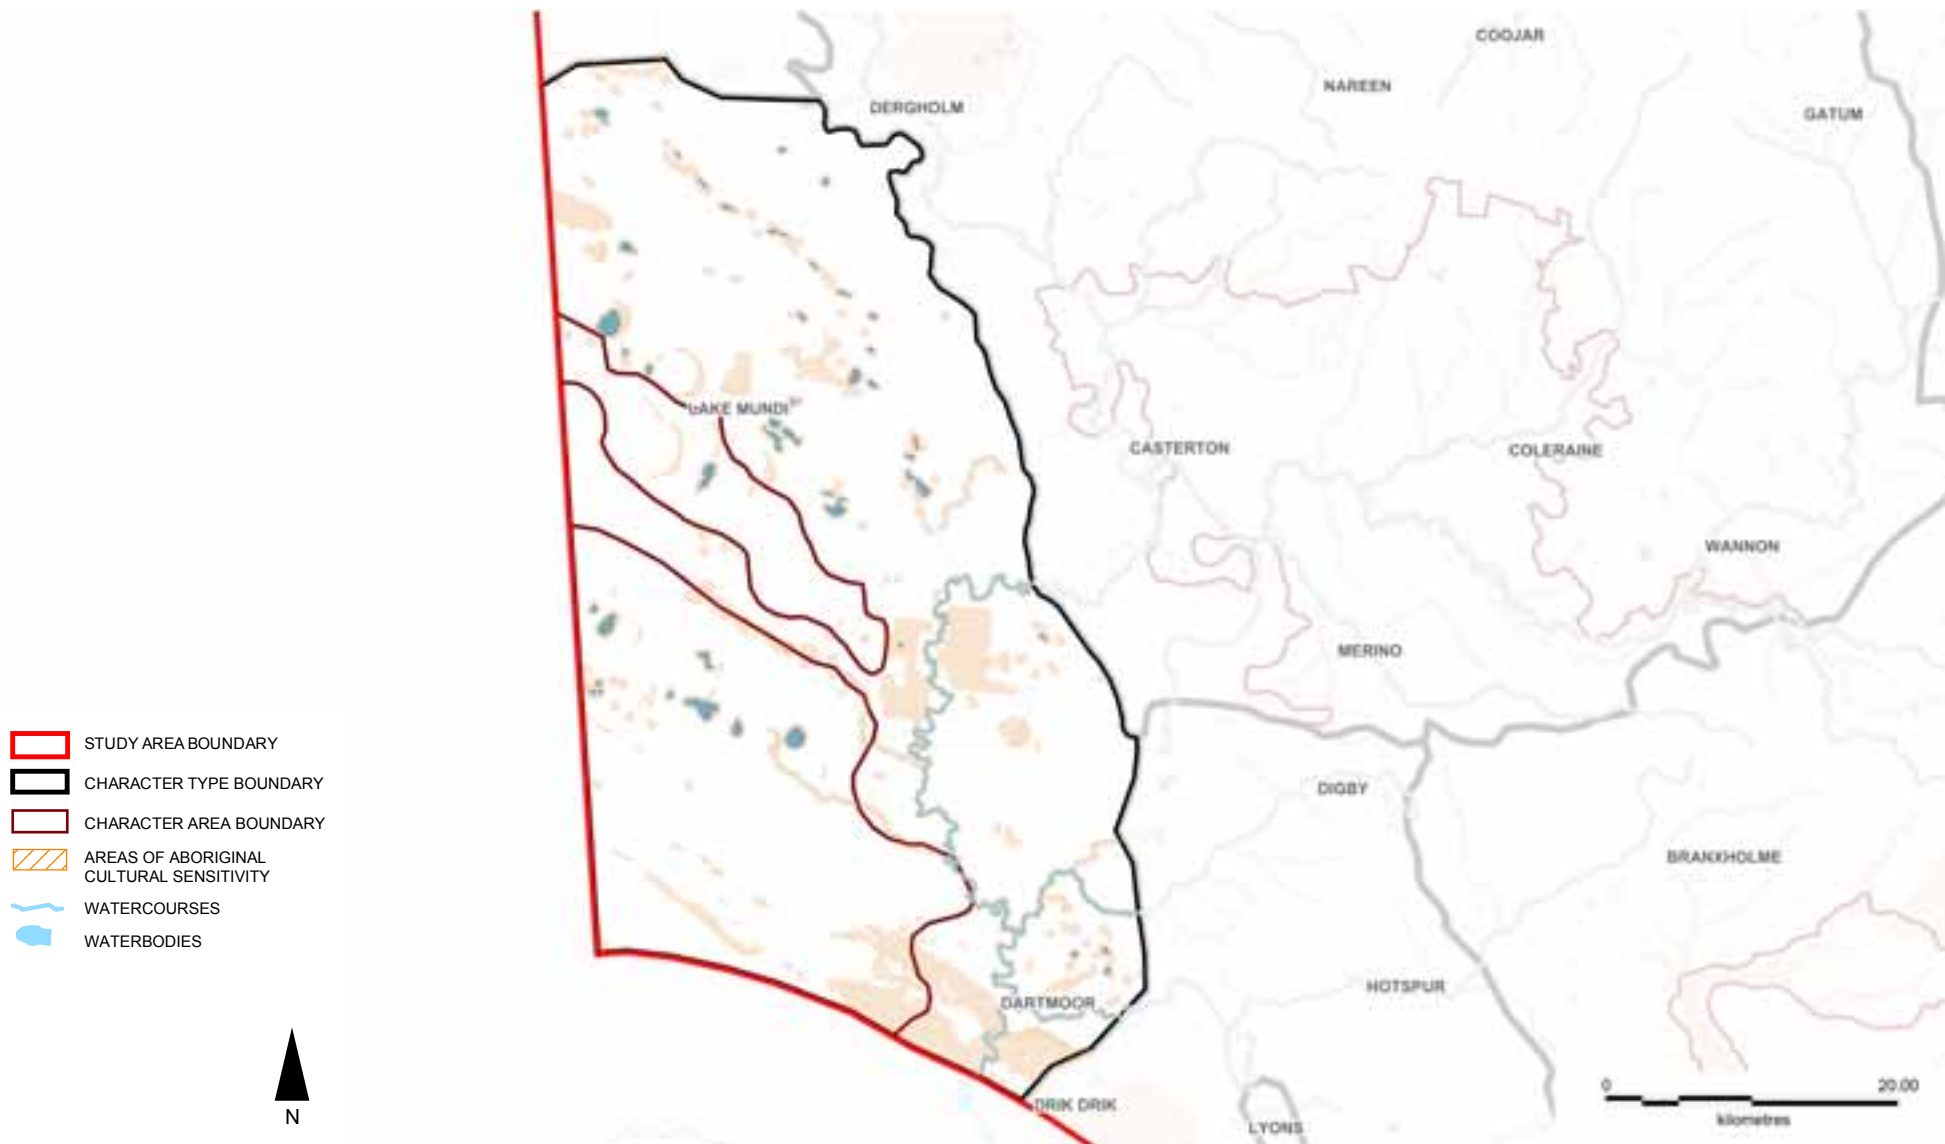 COOJAR
NAREEN
DERGHOLM
GATUM
LAKE MUNDI
CASTERTON
COLERAINE
WANNON
MERINO
DIGBY
BRANXHOLME
HOTSPUR
DARTMOOR
DRIK DRIK
LYONS
STUDY AREA BOUNDARY
CHARACTER TYPE BOUNDARY
CHARACTER AREA BOUNDARY
AREAS OF ABORIGINAL
CULTURAL SENSITIVITY
WATERCOURSES
WATERBODIES
N
0 20.00
kilometres